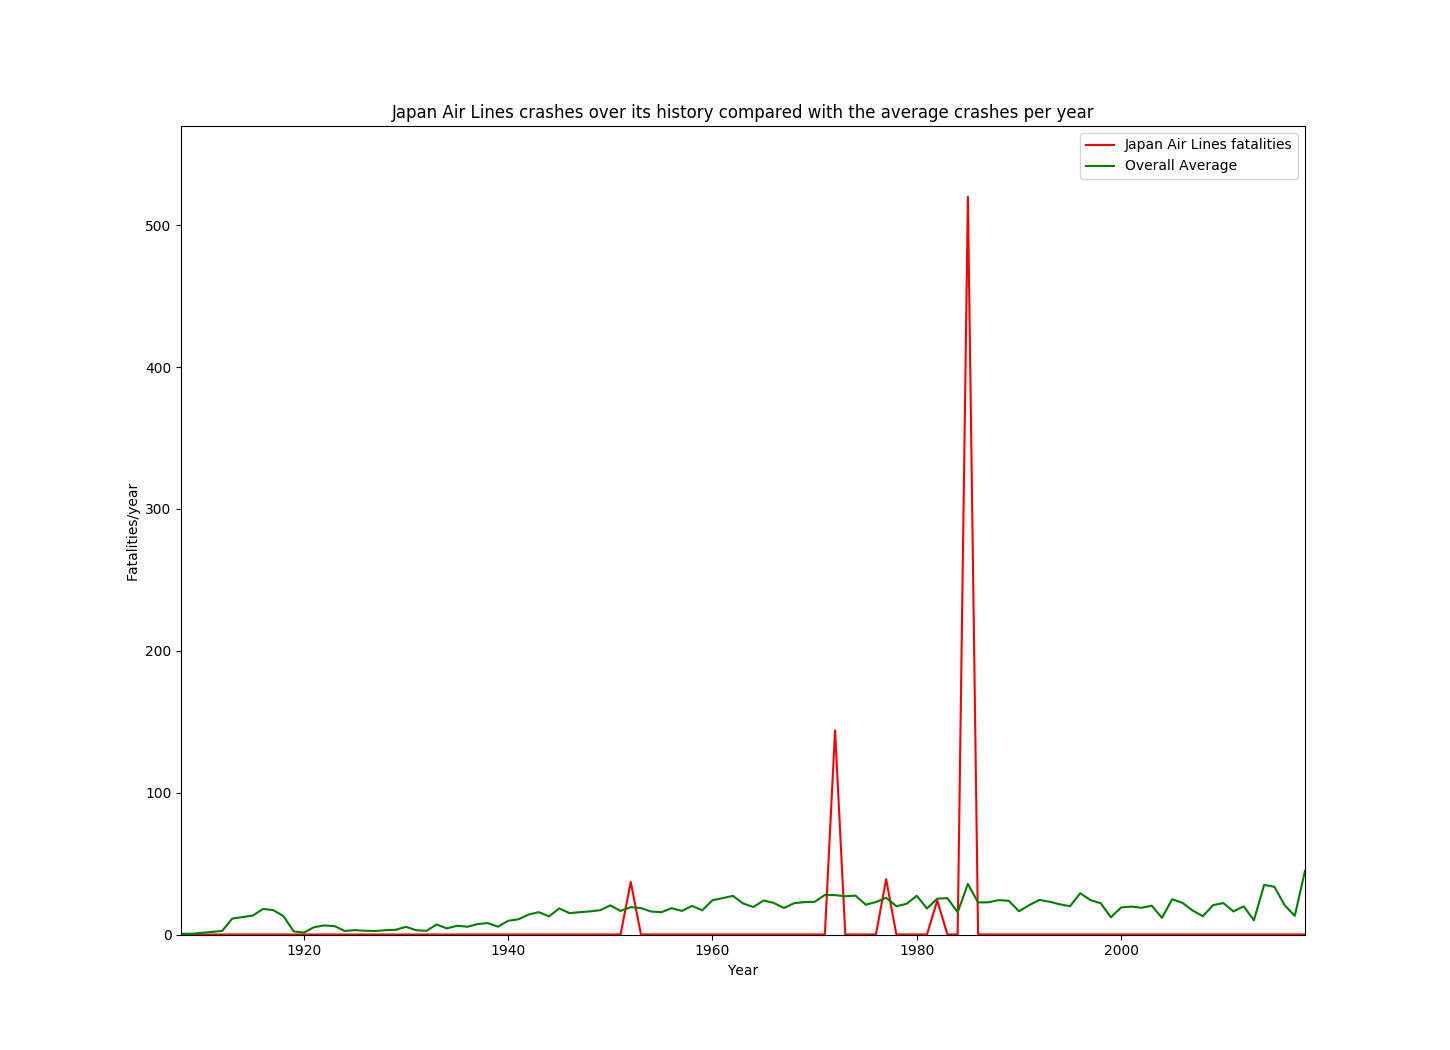 Japan Air Lines crashes over its history compared with the average crashes per year
Japan Air Lines fatalities
Overall Average
500
400
300
200
100
0
Fatalities/year
1920 1940 1960 1980 2000
Year